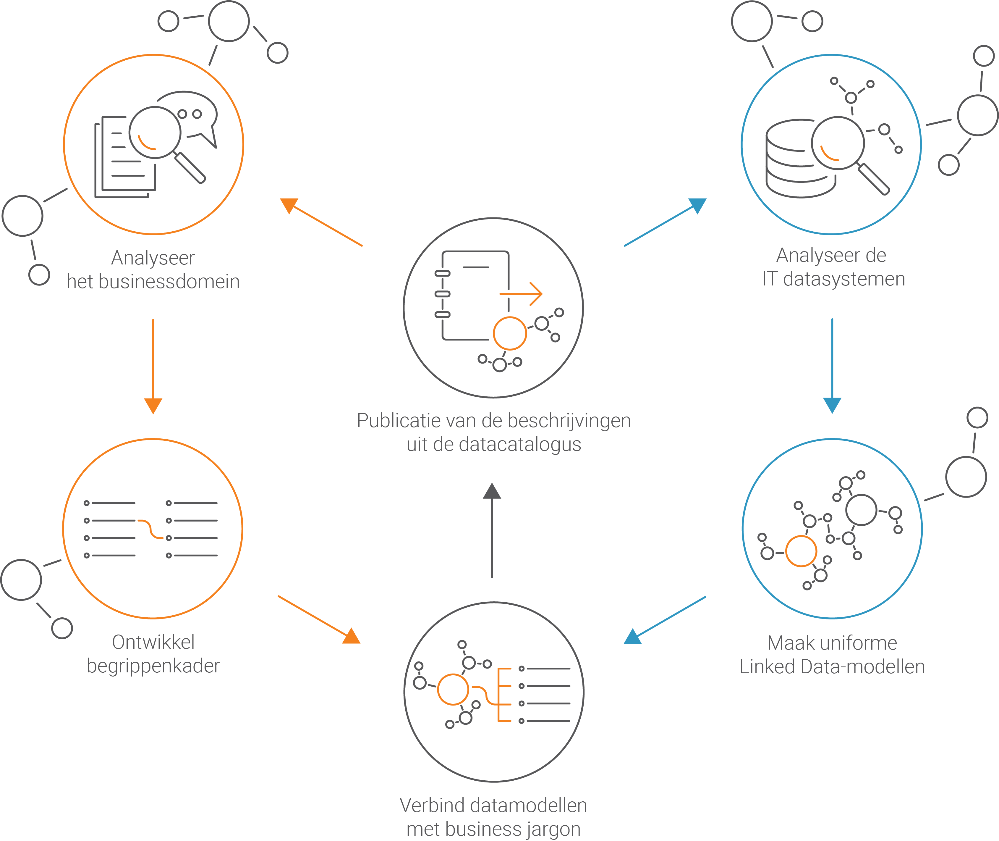 Analyseer
het businessdomein
Analyseer de
IT datasystemen
Publicatie van de beschrijvingen
uit de datacatalogus
Ontwikkel
begrippenkader
Maak uniforme
Linked Data-modellen
Verbind datamodellen
met business jargon